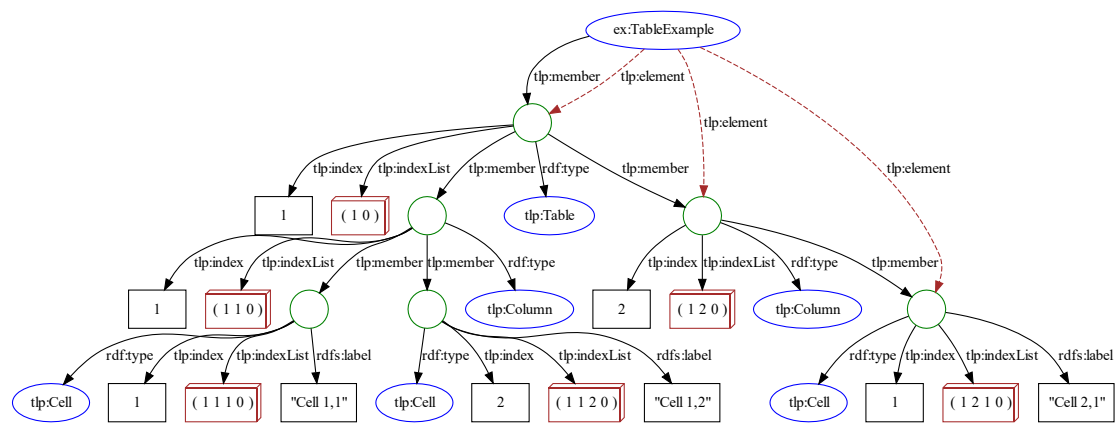 ex:TableExample
tlp:member
tlp:element
tlp:element
tlp:element
tlp:index
tlp:indexList
tlp:member
rdf:type
tlp:member
1
( 1 0 )
tlp:Table
tlp:index
tlp:indexList
tlp:member
tlp:member
rdf:type
tlp:index
tlp:indexList
rdf:type
tlp:member
1
( 1 1 0 )
tlp:Column
2
( 1 2 0 )
tlp:Column
rdf:type
tlp:index
tlp:indexList
rdfs:label
rdf:type
tlp:index
tlp:indexList
rdfs:label
rdf:type
tlp:index
tlp:indexList
rdfs:label
tlp:Cell
1
( 1 1 1 0 )
"Cell 1,1"
tlp:Cell
2
( 1 1 2 0 )
"Cell 1,2"
tlp:Cell
1
( 1 2 1 0 )
"Cell 2,1"